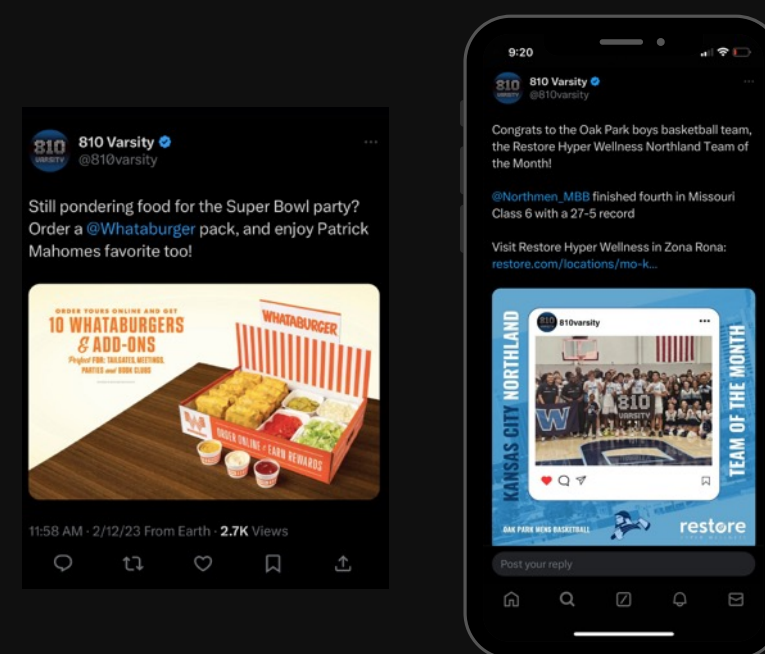 810 Varsity
@810varsity
Still pondering food for the Super Bowl party?
Order a @Whataburger pack, and enjoy Patrick
Mahomes favorite too!
ORDER YOURS ONLINE AND GET
10 WHATABURGERS
& ADD-ONS
Perfect FOR: TAILGATES, MEETINGS,
PARTIES and BOOK CLUBS
WHATABURGER
ORDER ONLINE & EARN REWARDS
11:58 AM · 2/12/23 From Earth · 2.7K Views
9:20
810 Varsity
@810varsity
Congrats to the Oak Park boys basketball team,
the Restore Hyper Wellness Northland Team of
the Month!
@Northmen_MBB finished fourth in Missouri
Class 6 with a 27-5 record
Visit Restore Hyper Wellness in Zona Rona:
restore.com/locations/mo-k...
KANSAS CITY NORTHLAND
810varsity
810
VARSITY
W
TEAM OF THE MONTH
OAK PARK MENS BASKETBALL
restore
HYPER WELLNESS
Post your reply